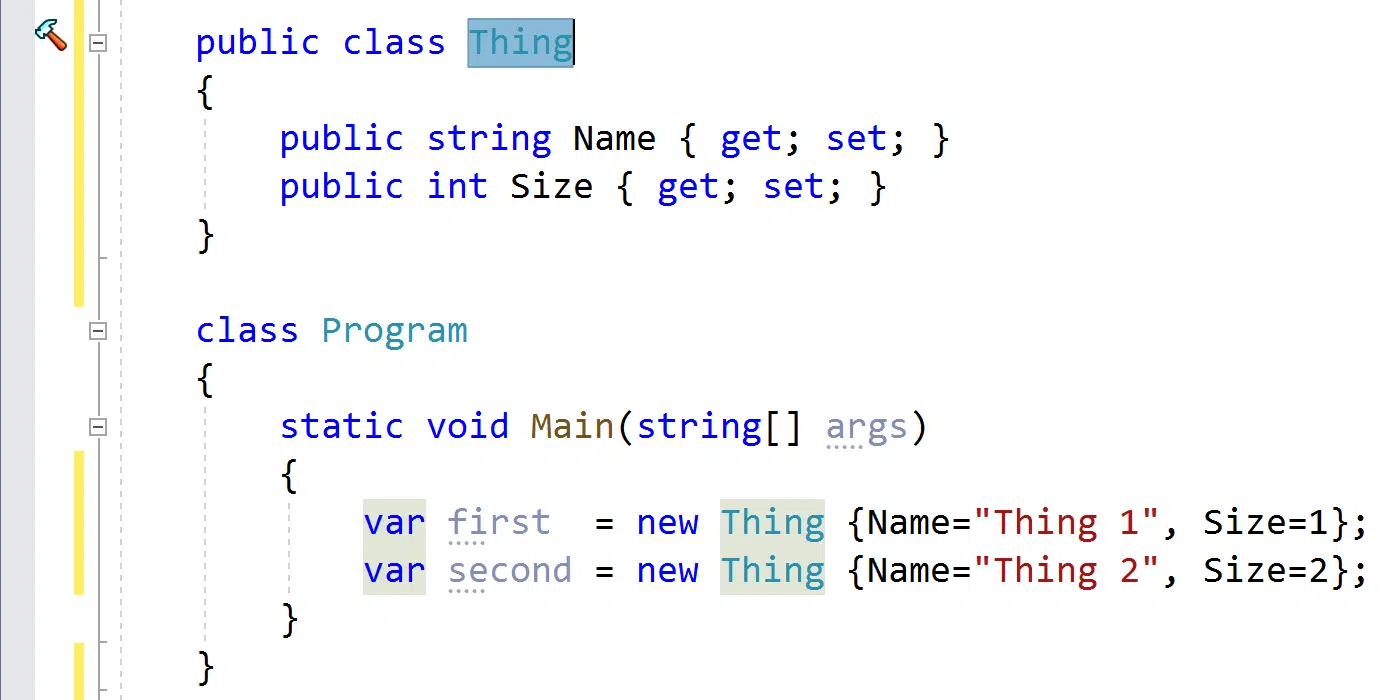 public class Thing
{
    public string Name { get; set; }
    public int Size { get; set; }
}
class Program
{
    static void Main(string[] args)
    {
        var first  = new Thing {Name="Thing 1", Size=1};
        var second = new Thing {Name="Thing 2", Size=2};
    }
}